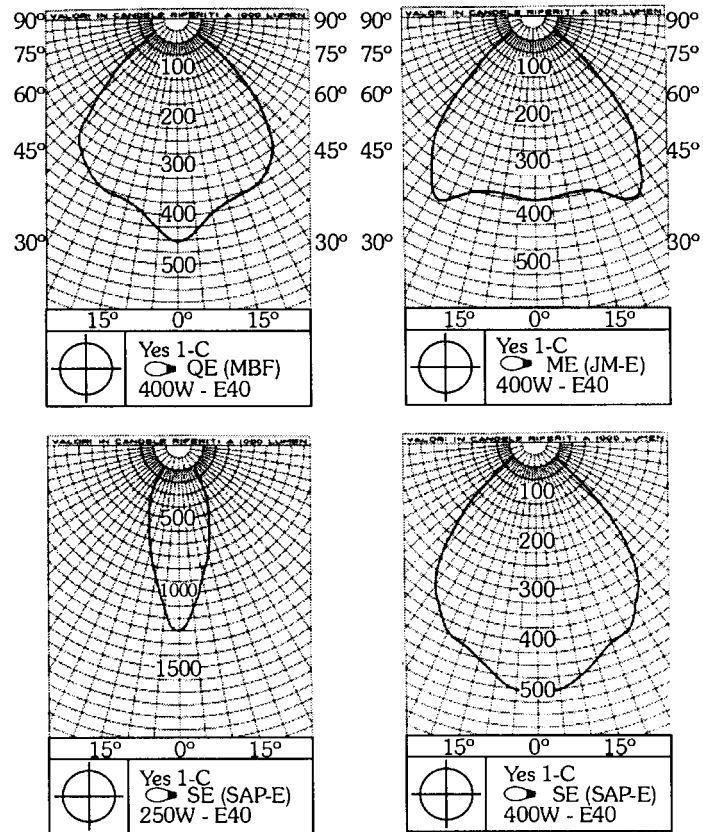 VALORI IN CANDELE RIFERITI A 1000 LUMEN
90° 75° 60° 45° 30°
100
200
300
400
500
15° 0° 15°
Yes 1-C
QE (MBF)
400W - E40
VALORI IN CANDELE RIFERITI A 1000 LUMEN
90° 75° 60° 45° 30°
90° 75° 60° 45° 30°
100
200
300
400
500
15° 0° 15°
Yes 1-C
ME (JM-E)
400W - E40
90° 75° 60° 45° 30°
VALORI IN CANDELE RIFERITI A 1000 LUMEN
500
1000
1500
15° 0° 15°
Yes 1-C
SE (SAP-E)
250W - E40
VALORI IN CANDELE RIFERITI A 1000 LUMEN
100
200
300
400
500
15° 0° 15°
Yes 1-C
SE (SAP-E)
400W - E40